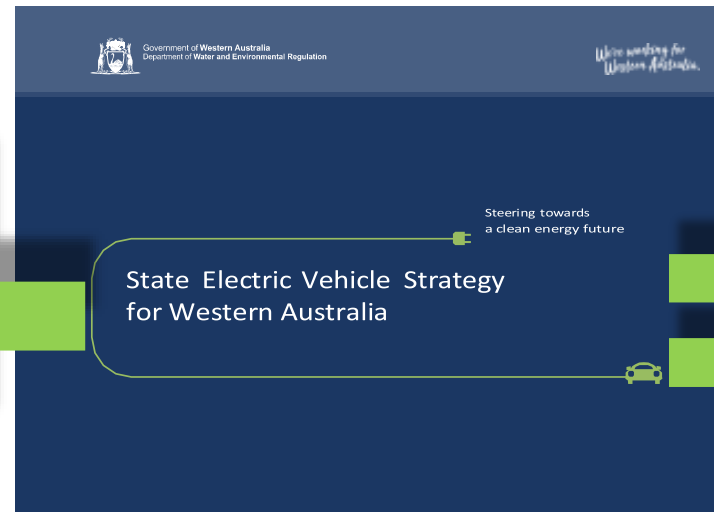 Government of Western Australia
Department of Water and Environmental Regulation
We're working for
Western Australia.
Steering towards
a clean energy future
State Electric Vehicle Strategy
for Western Australia